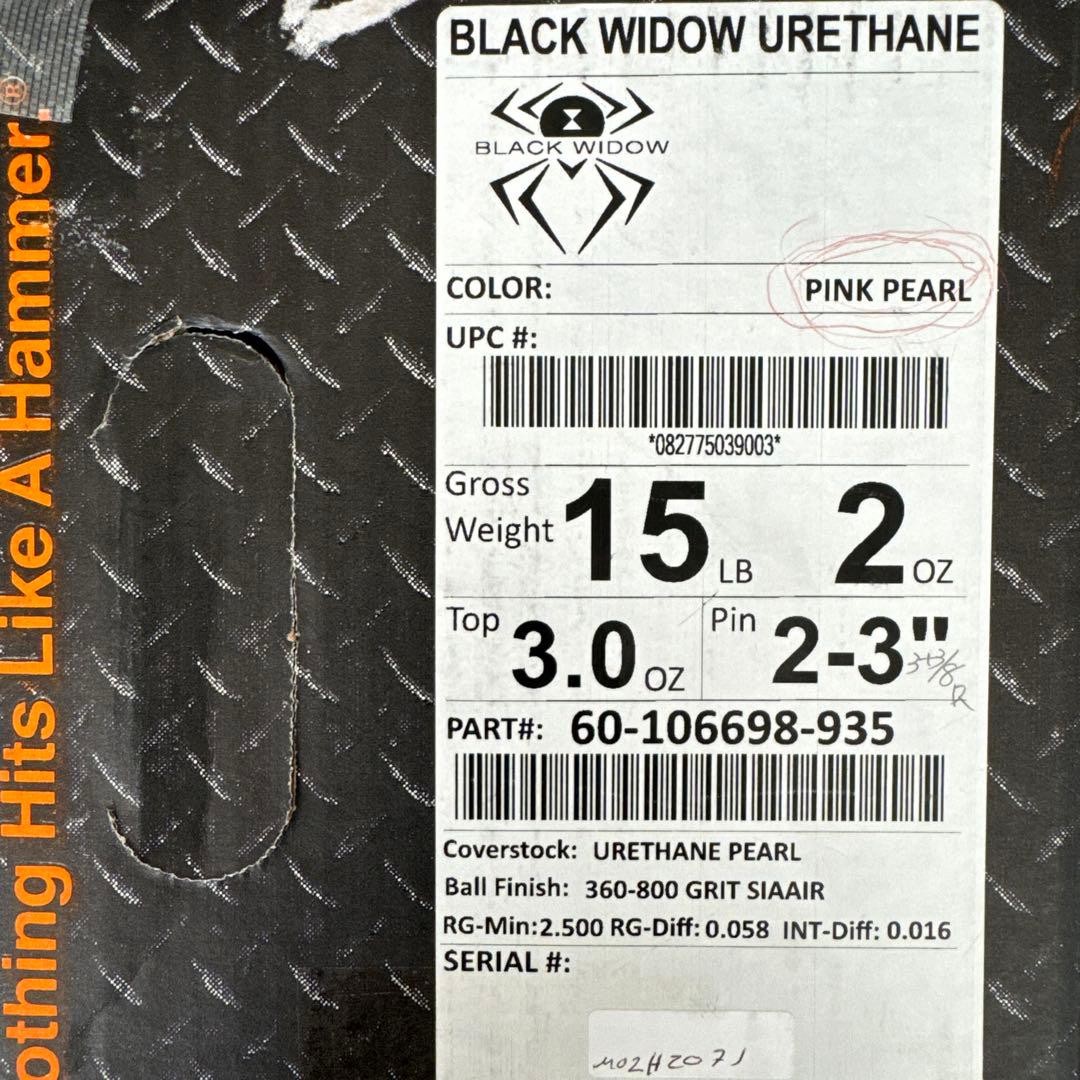 Nothing Hits Like A Hammer.®
BLACK WIDOW URETHANE
BLACK WIDOW
COLOR: PINK PEARL
UPC #:
*082775039003*
Gross Weight 15 LB 2 OZ
Top 3.0 OZ Pin 2-3"
PART#: 60-106698-935
Coverstock: URETHANE PEARL
Ball Finish: 360-800 GRIT SIAAIR
RG-Min:2.500 RG-Diff: 0.058 INT-Diff: 0.016
SERIAL #: